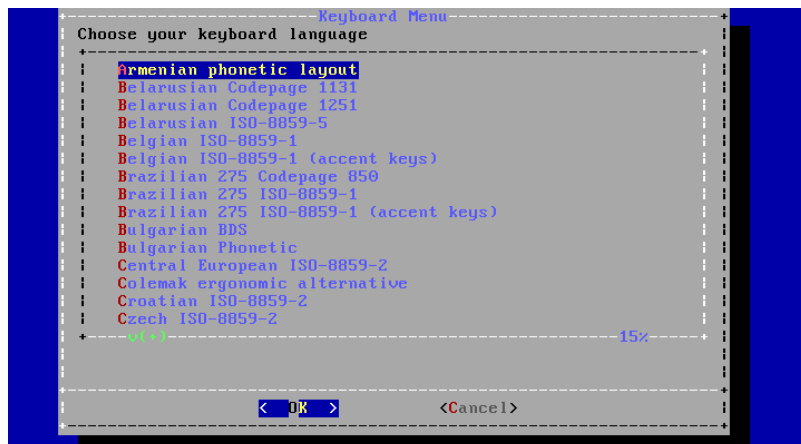 Keyboard Menu
Choose your keyboard language
Armenian phonetic layout
Belarusian Codepage 1131
Belarusian Codepage 1251
Belarusian ISO-8859-5
Belgian ISO-8859-1
Belgian ISO-8859-1 (accent keys)
Brazilian 275 Codepage 850
Brazilian 275 ISO-8859-1
Brazilian 275 ISO-8859-1 (accent keys)
Bulgarian BDS
Bulgarian Phonetic
Central European ISO-8859-2
Colemak ergonomic alternative
Croatian ISO-8859-2
Czech ISO-8859-2
v(+) 15%
< OK > <Cancel>